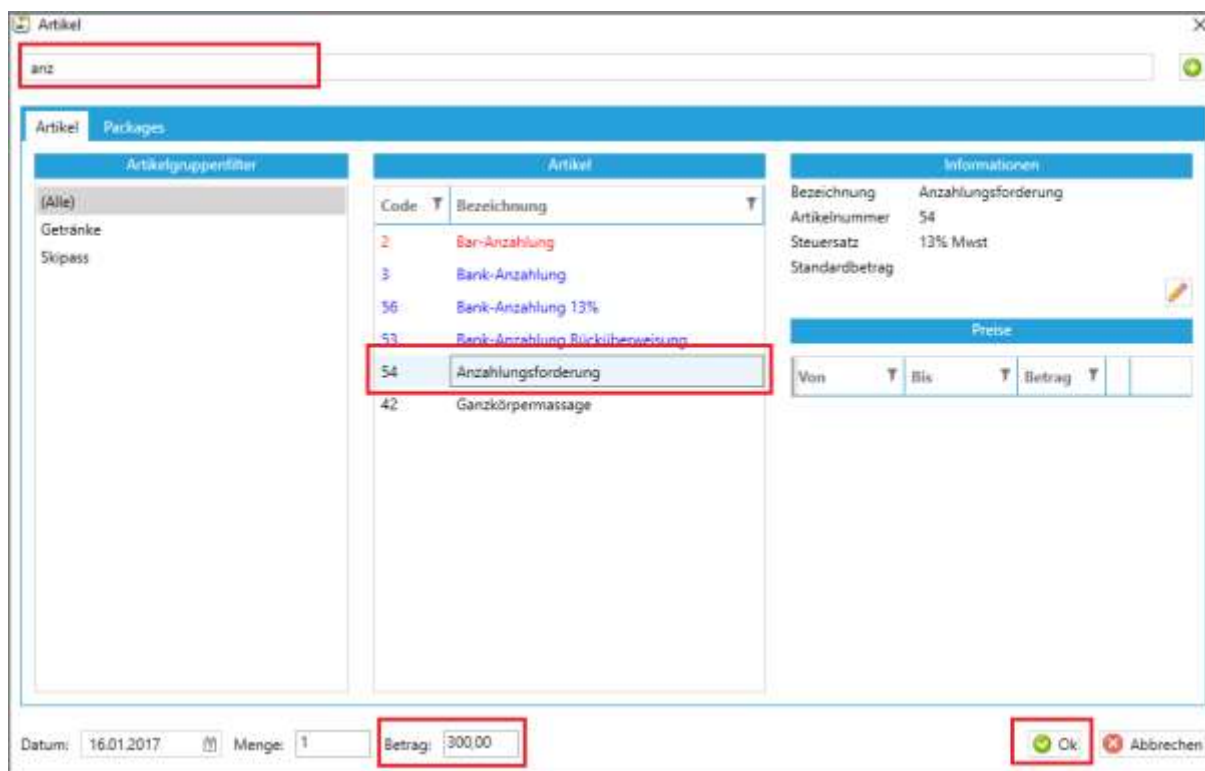 Artikel
anz
Artikel Packages
Artikelgruppenfilter
(Alle)
Getränke
Skipass
Artikel
Code Bezeichnung
2 Bar-Anzahlung
3 Bank-Anzahlung
56 Bank-Anzahlung 13%
53 Bank-Anzahlung Rücküberweisung
54 Anzahlungsforderung
42 Ganzkörpermassage
Informationen
Bezeichnung Anzahlungsforderung
Artikelnummer 54
Steuersatz 13% Mwst
Standardbetrag
Preise
Von Bis Betrag
Datum: 16.01.2017 Menge: 1 Betrag: 300,00 Ok Abbrechen